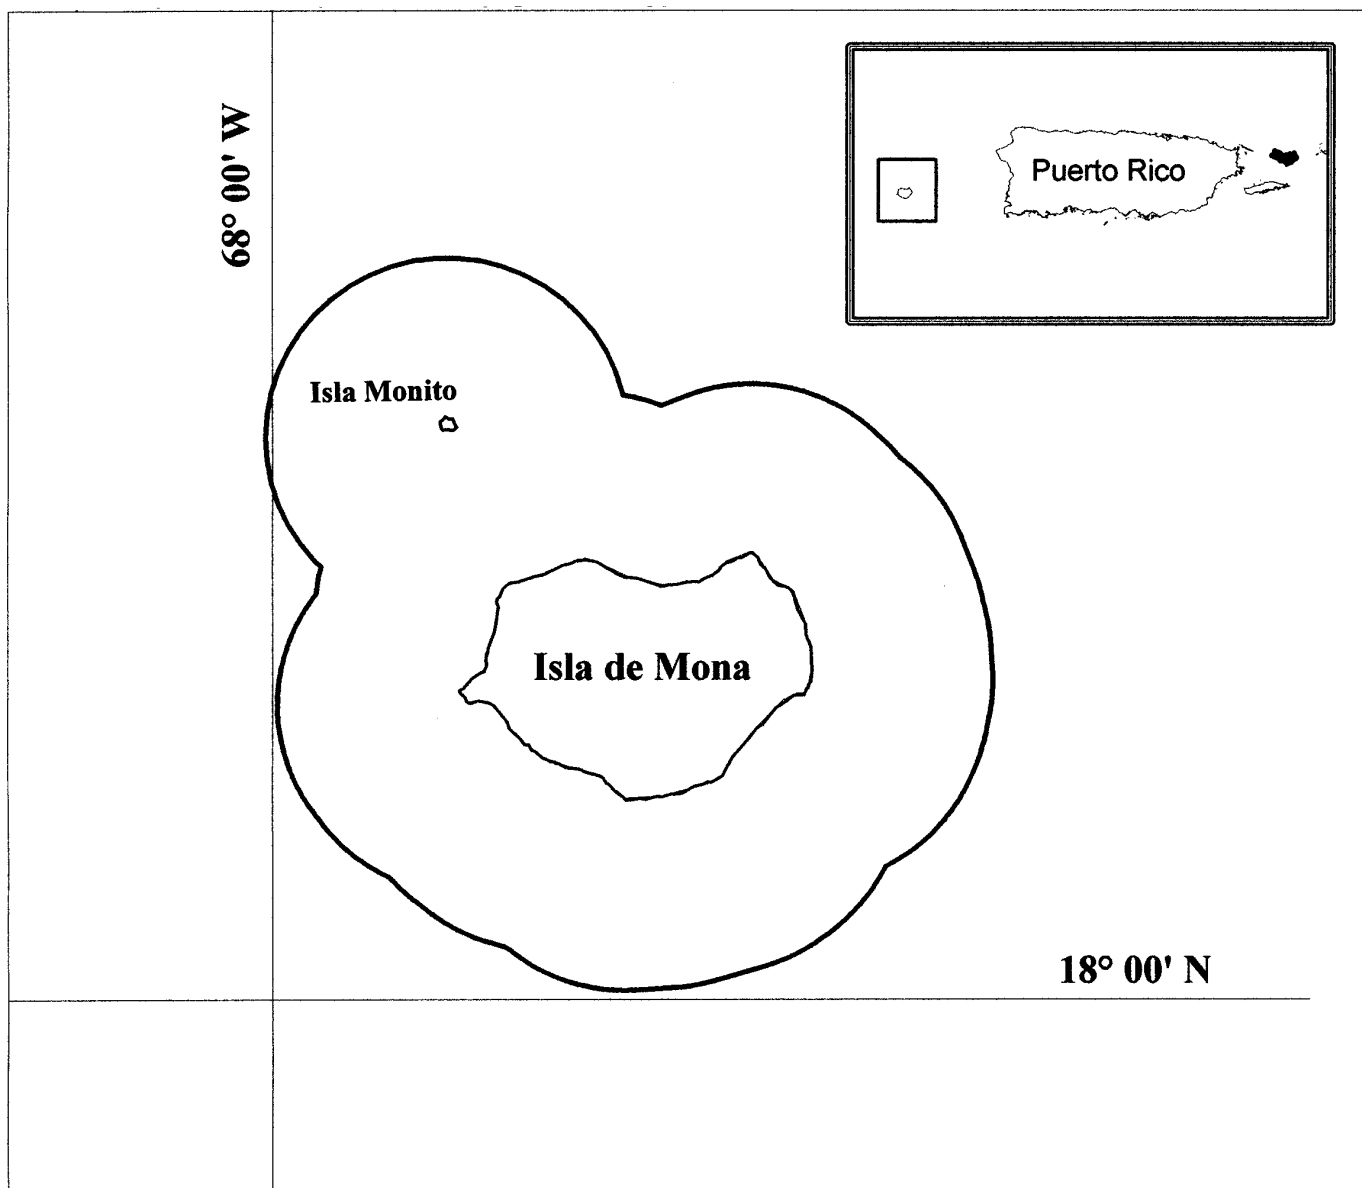 68° 00' W
Puerto Rico
Isla Monito
Isla de Mona
18° 00' N